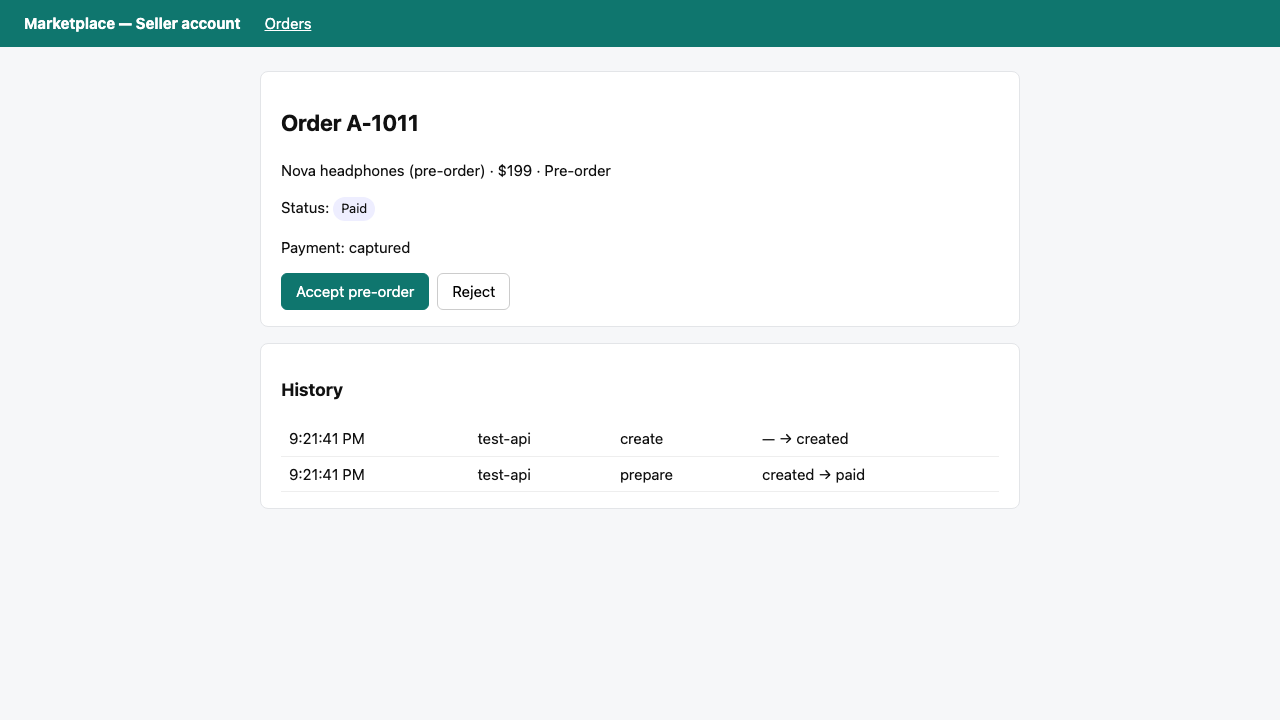 Marketplace — Seller account Orders
Order A-1011
Nova headphones (pre-order) · $199 · Pre-order
Status: Paid
Payment: captured
Accept pre-order Reject
History
9:21:41 PM test-api create — → created
9:21:41 PM test-api prepare created → paid